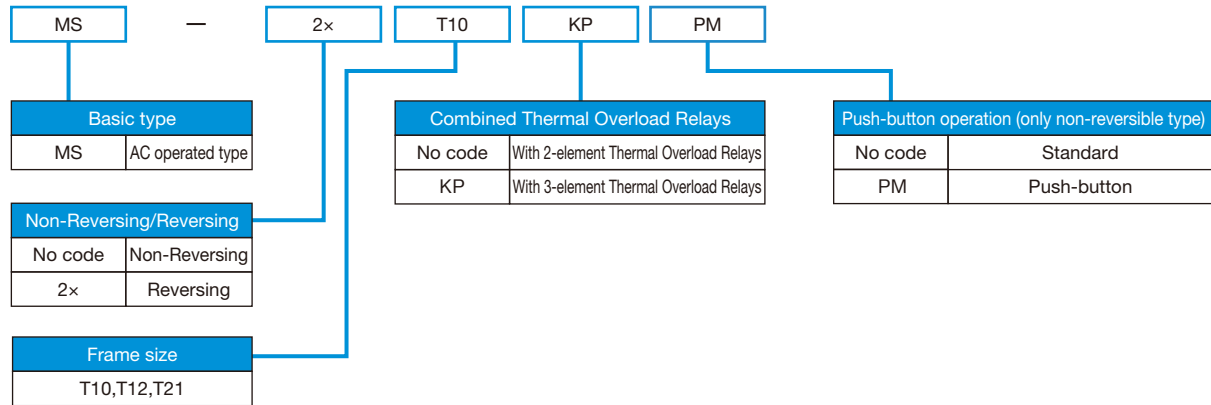 MS — 2× T10 KP PM
Basic type
MS AC operated type
Non-Reversing/Reversing
No code Non-Reversing
2× Reversing
Frame size
T10,T12,T21
Combined Thermal Overload Relays
No code With 2-element Thermal Overload Relays
KP With 3-element Thermal Overload Relays
Push-button operation (only non-reversible type)
No code Standard
PM Push-button